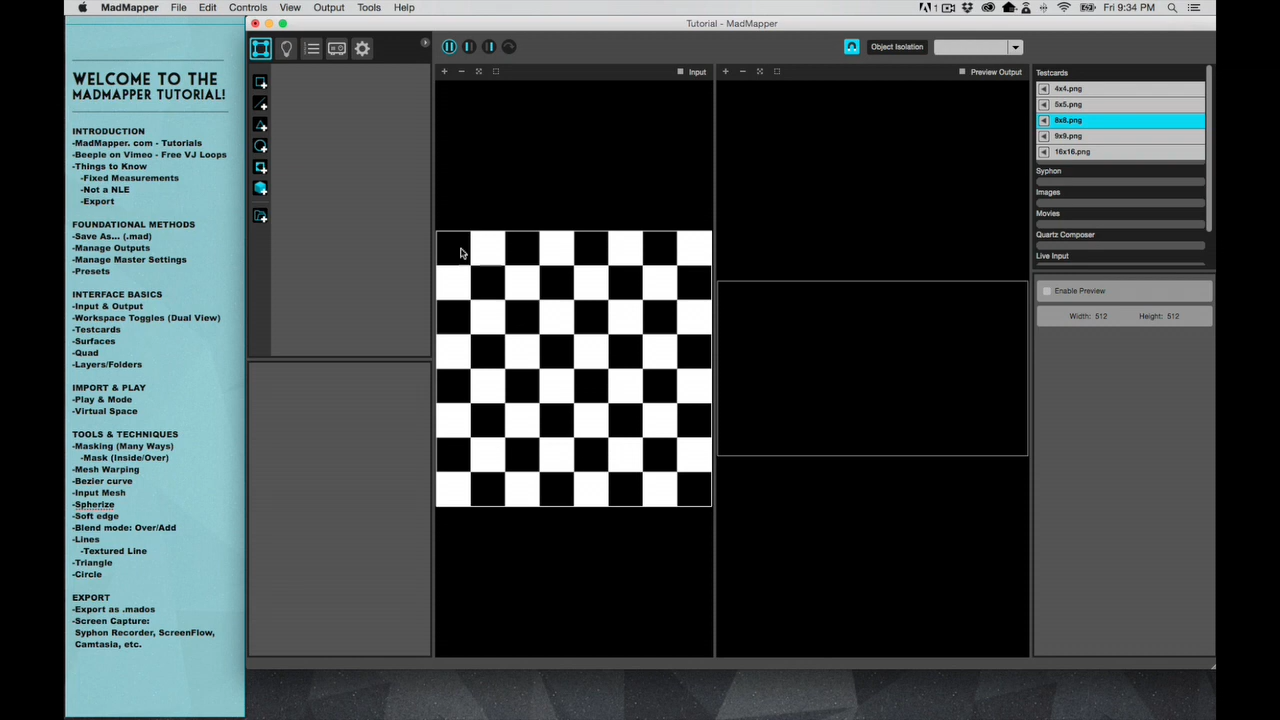 MadMapper File Edit Controls View Output Tools Help
1
Fri 9:34 PM
Tutorial - MadMapper
WELCOME TO THE
MADMAPPER TUTORIAL!
INTRODUCTION
-MadMapper. com - Tutorials
-Beeple on Vimeo - Free VJ Loops
-Things to Know
-Fixed Measurements
-Not a NLE
-Export
FOUNDATIONAL METHODS
-Save As... (.mad)
-Manage Outputs
-Manage Master Settings
-Presets
INTERFACE BASICS
-Input & Output
-Workspace Toggles (Dual View)
-Testcards
-Surfaces
-Quad
-Layers/Folders
IMPORT & PLAY
-Play & Mode
-Virtual Space
TOOLS & TECHNIQUES
-Masking (Many Ways)
-Mask (Inside/Over)
-Mesh Warping
-Bezier curve
-Input Mesh
-Spherize
-Soft edge
-Blend mode: Over/Add
-Lines
-Textured Line
-Triangle
-Circle
EXPORT
-Export as .mados
-Screen Capture:
Syphon Recorder, ScreenFlow,
Camtasia, etc.
Object Isolation
Input
Preview Output
Testcards
4x4.png
5x5.png
8x8.png
9x9.png
16x16.png
Syphon
Images
Movies
Quartz Composer
Live Input
Enable Preview
Width: 512 Height: 512